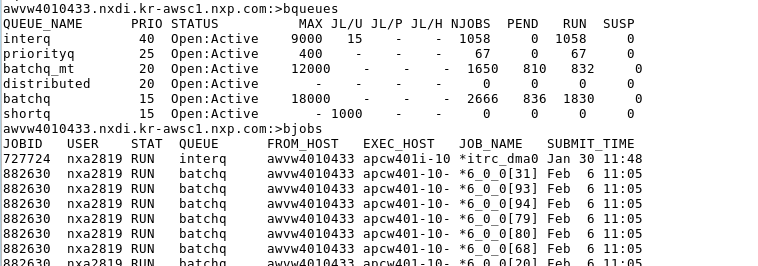 awvw4010433.nxdi.kr-awsc1.nxp.com:>bqueues
QUEUE_NAME PRIO STATUS MAX JL/U JL/P JL/H NJOBS PEND RUN SUSP
interq 40 Open:Active 9000 15 - - 1058 0 1058 0
priorityq 25 Open:Active 400 - - - 67 0 67 0
batchq_mt 20 Open:Active 12000 - - - 1650 810 832 0
distributed 20 Open:Active - - - - 0 0 0 0
batchq 15 Open:Active 18000 - - - 2666 836 1830 0
shortq 15 Open:Active - 1000 - - 0 0 0 0
awvw4010433.nxdi.kr-awsc1.nxp.com:>bjobs
JOBID USER STAT QUEUE FROM_HOST EXEC_HOST JOB_NAME SUBMIT_TIME
727724 nxa2819 RUN interq awvw4010433 apcw401i-10 *itrc_dma0 Jan 30 11:48
882630 nxa2819 RUN batchq awvw4010433 apcw401-10- *6_0_0[31] Feb 6 11:05
882630 nxa2819 RUN batchq awvw4010433 apcw401-10- *6_0_0[93] Feb 6 11:05
882630 nxa2819 RUN batchq awvw4010433 apcw401-10- *6_0_0[94] Feb 6 11:05
882630 nxa2819 RUN batchq awvw4010433 apcw401-10- *6_0_0[79] Feb 6 11:05
882630 nxa2819 RUN batchq awvw4010433 apcw401-10- *6_0_0[80] Feb 6 11:05
882630 nxa2819 RUN batchq awvw4010433 apcw401-10- *6_0_0[68] Feb 6 11:05
882630 nxa2819 RUN batchq awvw4010433 apcw401-10- *6_0_0[20] Feb 6 11:05